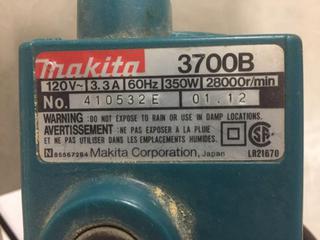 makita 3700B
120V~ 3.3A 60Hz 350W 28000r/min
No. 410532E 01.12
WARNING: DO NOT EXPOSE TO RAIN OR USE IN DAMP LOCATIONS.
AVERTISSEMENT: NE PAS EXPOSE A LA PLUIE
ET NE PAS UTILISER DANS LES EMPLACEMENTS HUMIDES.
Makita Corporation, Japan LR21670